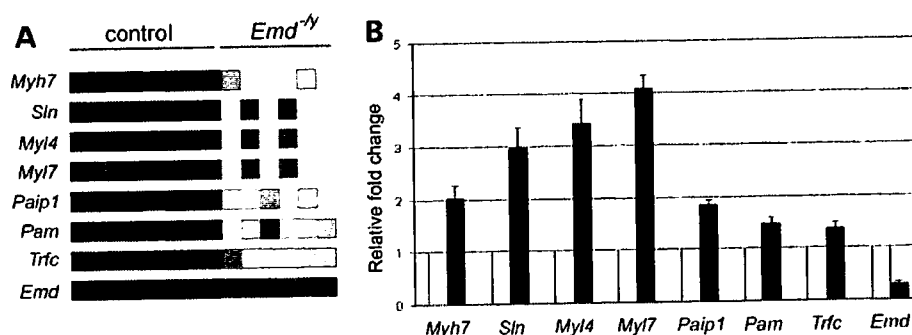 A
control
Emd-/y
Myh7
Sln
Myl4
Myl7
Paip1
Pam
Trfc
Emd
B
Relative fold change
5
4
3
2
1
0
Myh7
Sln
Myl4
Myl7
Paip1
Pam
Trfc
Emd